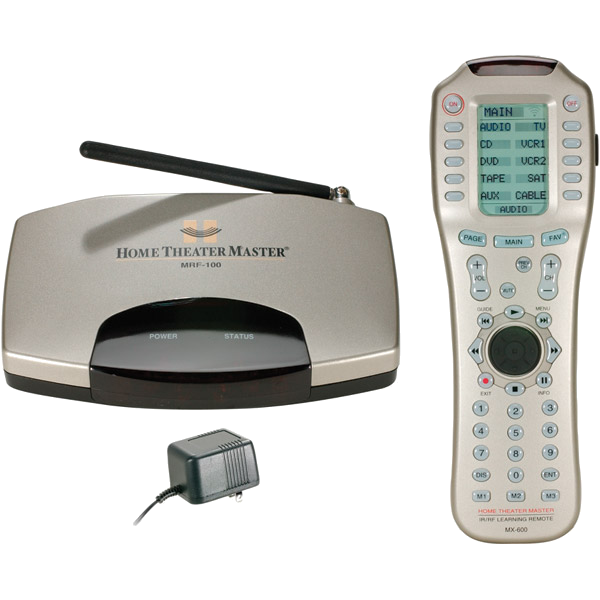 HOME THEATER MASTER®
MRF-100
POWER STATUS
ON OFF
MAIN
AUDIO TV
CD VCR1
DVD VCR2
TAPE SAT
AUX CABLE
AUDIO
PAGE MAIN FAV
+ PREV CH +
VOL CH
- MUTE -
GUIDE MENU
EXIT INFO
1 2 3
4 5 6
7 8 9
DIS 0 ENT
M1 M2 M3
HOME THEATER MASTER
IR/RF LEARNING REMOTE
MX-600